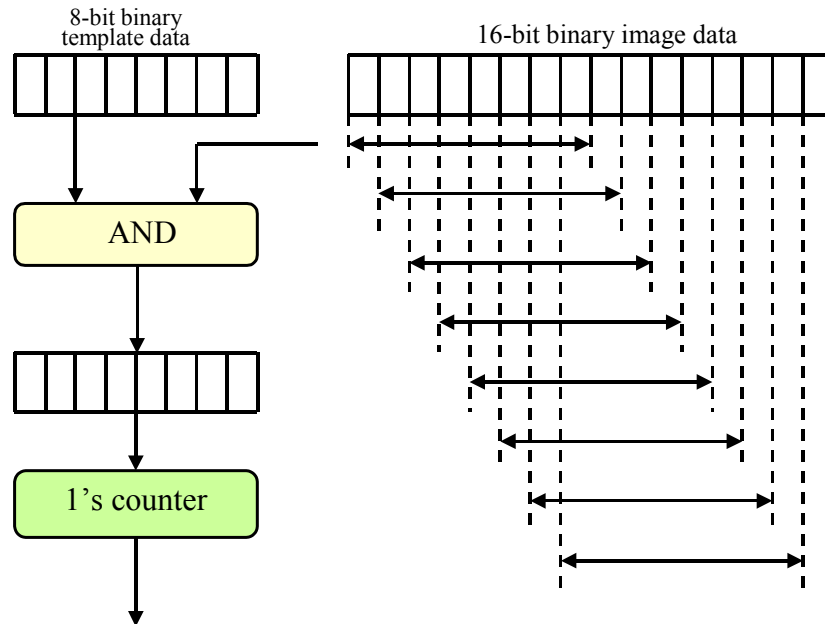 8-bit binary
template data
16-bit binary image data
AND
1’s counter